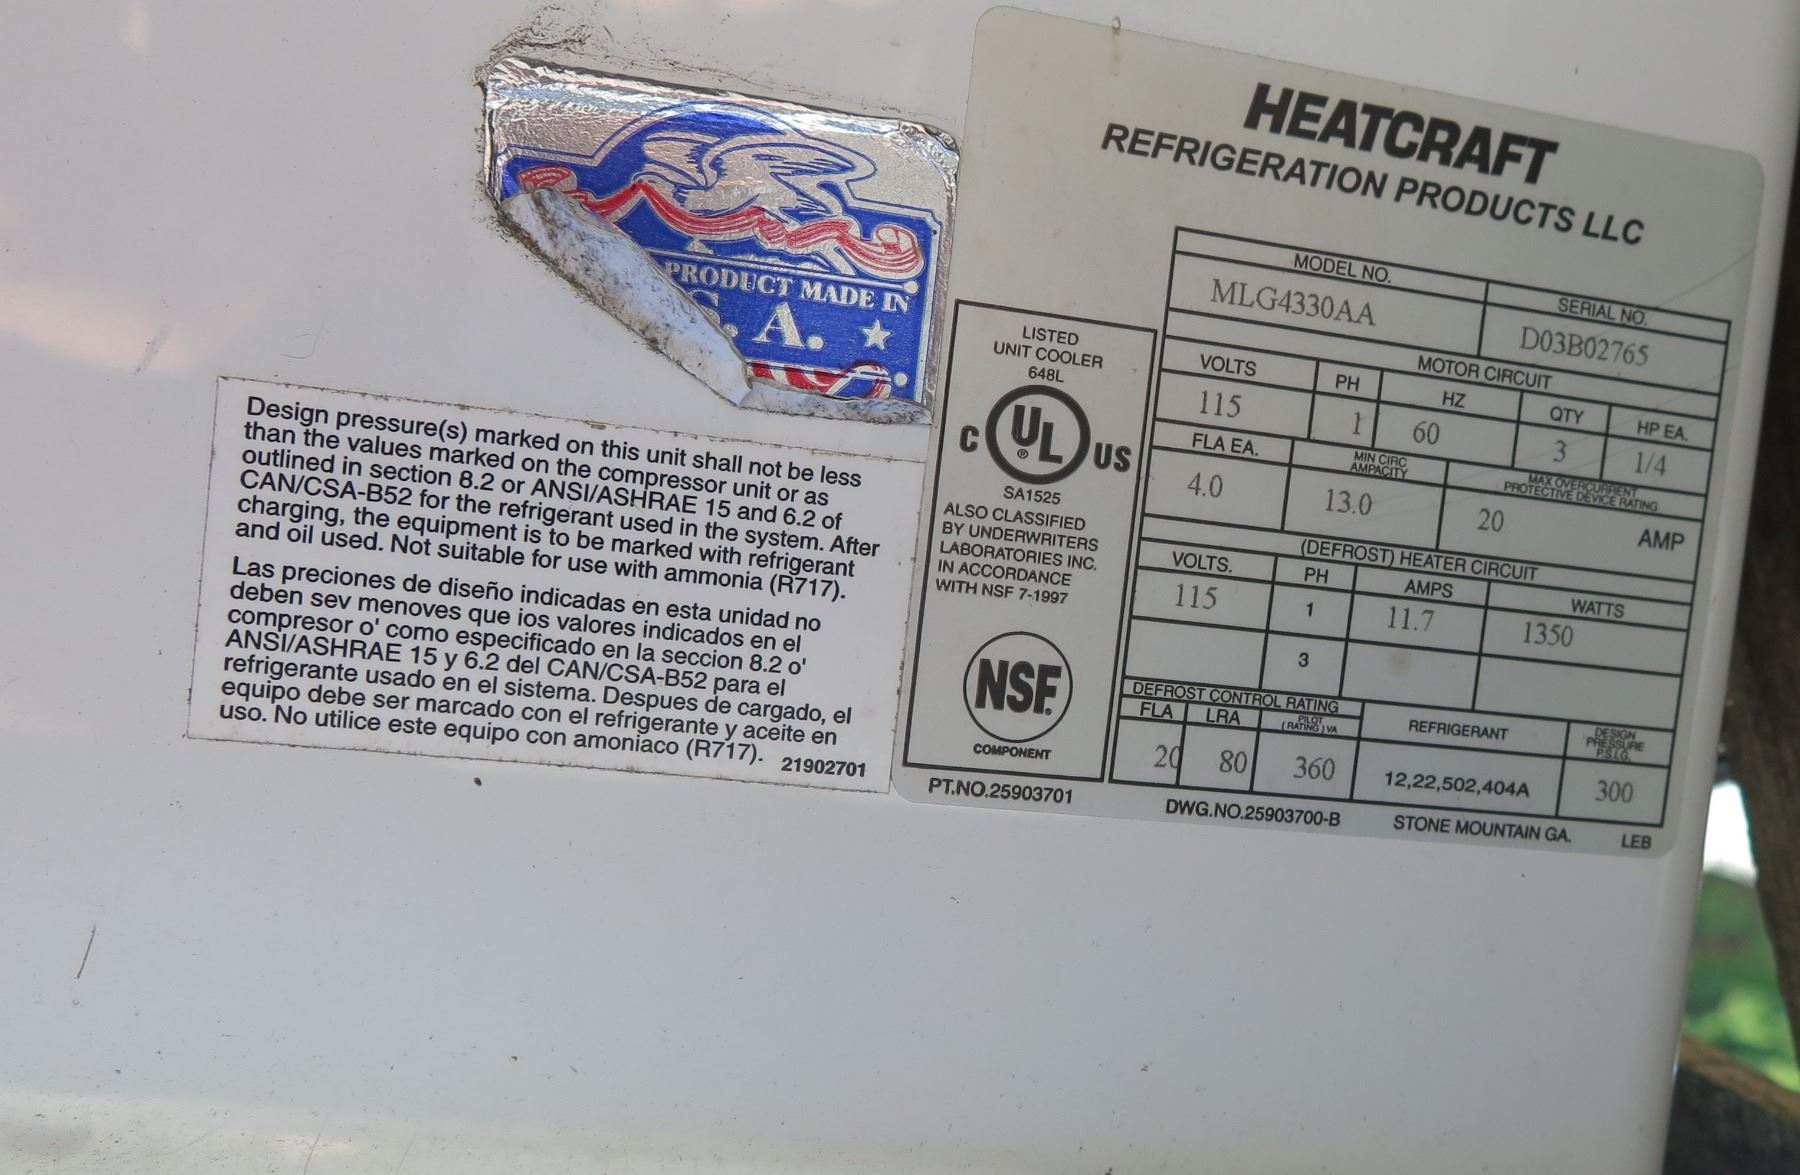 PRODUCT MADE IN
S. A.
Design pressure(s) marked on this unit shall not be less
than the values marked on the compressor unit or as
outlined in section 8.2 or ANSI/ASHRAE 15 and 6.2 of
CAN/CSA-B52 for the refrigerant used in the system. After
charging, the equipment is to be marked with refrigerant
and oil used. Not suitable for use with ammonia (R717).
Las preciones de diseño indicadas en esta unidad no
deben sev menoves que ios valores indicados en el
compresor o' como especificado en la seccion 8.2 o'
ANSI/ASHRAE 15 y 6.2 del CAN/CSA-B52 para el
refrigerante usado en el sistema. Despues de cargado, el
equipo debe ser marcado con el refrigerante y aceite en
uso. No utilice este equipo con amoniaco (R717).
21902701
HEATCRAFT
REFRIGERATION PRODUCTS LLC
LISTED
UNIT COOLER
648L
C UL ® US
SA1525
ALSO CLASSIFIED
BY UNDERWRITERS
LABORATORIES INC.
IN ACCORDANCE
WITH NSF 7-1997
NSF®
COMPONENT
MODEL NO. SERIAL NO.
MLG4330AA D03B02765
MOTOR CIRCUIT
VOLTS PH HZ QTY HP EA.
115 1 60 3 1/4
FLA EA. MIN CIRC AMPACITY MAX OVERCURRENT PROTECTIVE DEVICE RATING
4.0 13.0 20 AMP
(DEFROST) HEATER CIRCUIT
VOLTS. PH AMPS WATTS
115 1 11.7 1350
3
DEFROST CONTROL RATING
FLA LRA PILOT (RATING) VA REFRIGERANT DESIGN PRESSURE P.S.I.G.
20 80 360 12,22,502,404A 300
PT.NO.25903701 DWG.NO.25903700-B STONE MOUNTAIN GA. LEB